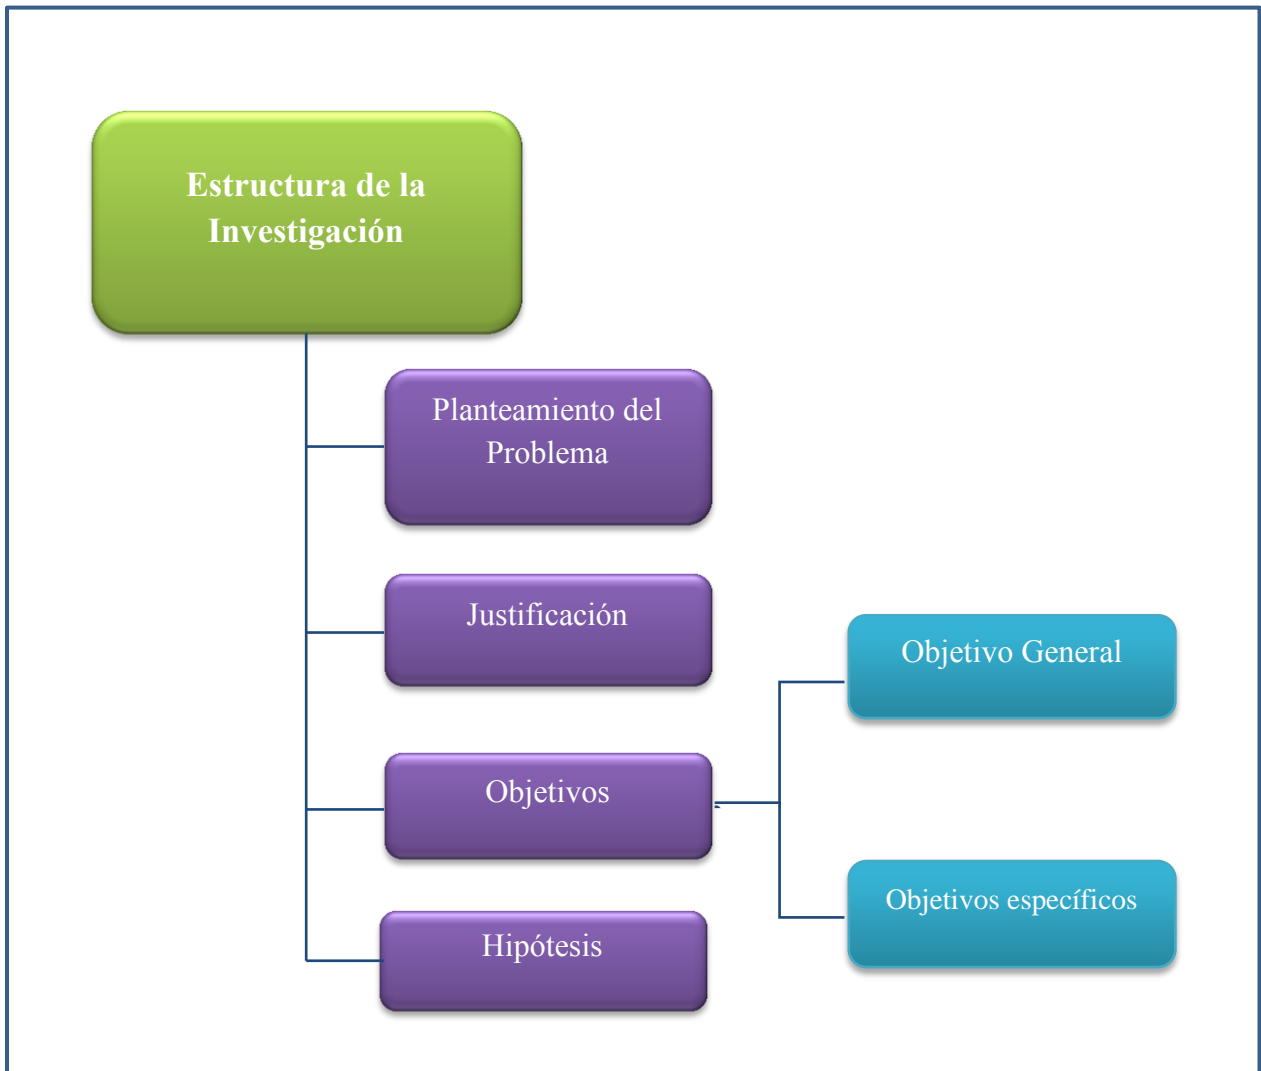 Estructura de la
Investigación
Planteamiento del
Problema
Justificación
Objetivo General
Objetivos
Objetivos específicos
Hipótesis